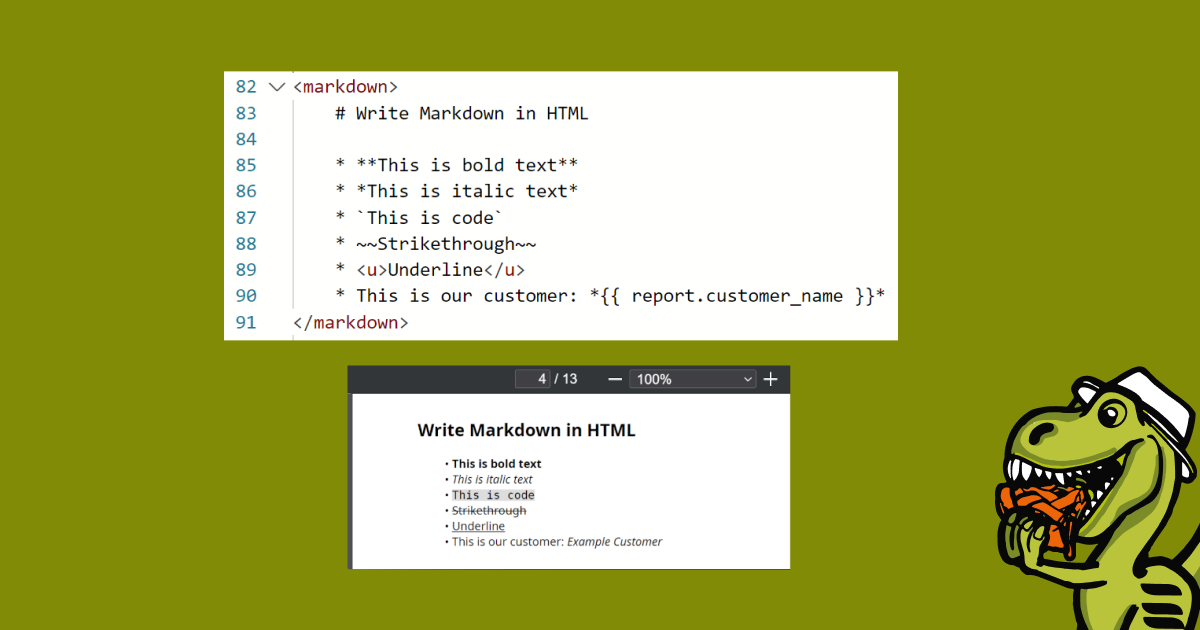 82 <markdown>
83 # Write Markdown in HTML
84
85 * **This is bold text**
86 * *This is italic text*
87 * `This is code`
88 * ~~Strikethrough~~
89 * <u>Underline</u>
90 * This is our customer: *{{ report.customer_name }}*
91 </markdown>
4 / 13 — 100% +
Write Markdown in HTML
• This is bold text
• This is italic text
• This is code
• Strikethrough
• Underline
• This is our customer: Example Customer